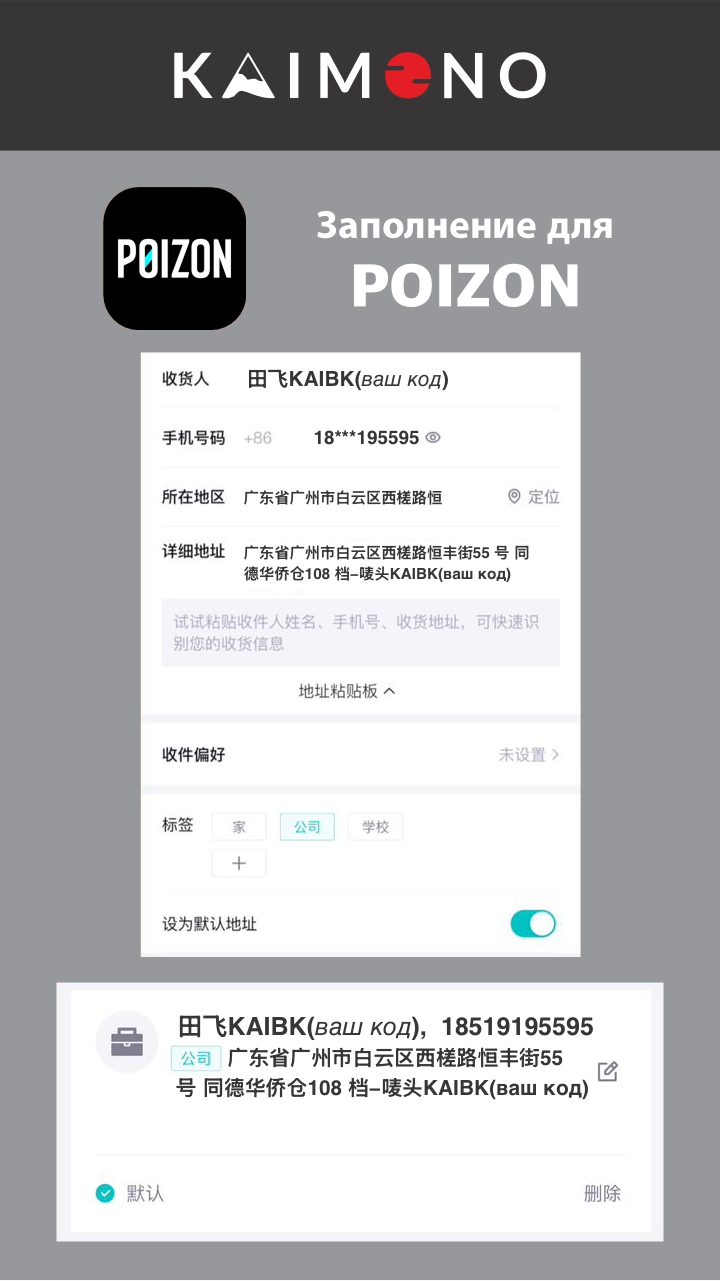 KAIMONO
POIZON
Заполнение для
POIZON
收货人 田飞KAIBK(ваш код)
手机号码 +86 18***195595
所在地区 广东省广州市白云区西槎路恒 定位
详细地址 广东省广州市白云区西槎路恒丰街55 号 同
德华侨仓108 档–唛头KAIBK(ваш код)
试试粘贴收件人姓名、手机号、收货地址，可快速识
别您的收货信息
地址粘贴板
收件偏好 未设置
标签 家 公司 学校
设为默认地址
田飞KAIBK(ваш код)，18519195595
公司 广东省广州市白云区西槎路恒丰街55
号 同德华侨仓108 档–唛头KAIBK(ваш код)
默认 删除